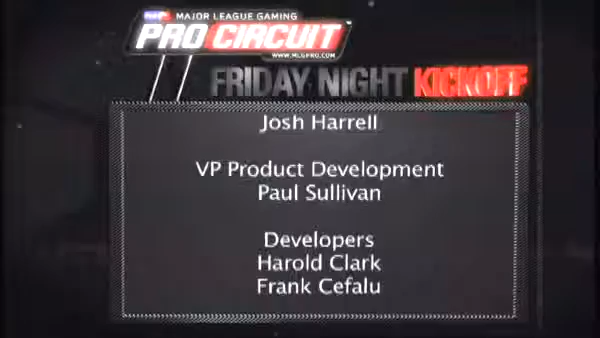 MAJOR LEAGUE GAMING
PRO CIRCUIT
WWW.MLGPRO.COM
FRIDAY NIGHT KICKOFF
Josh Harrell
VP Product Development
Paul Sullivan
Developers
Harold Clark
Frank Cefalu